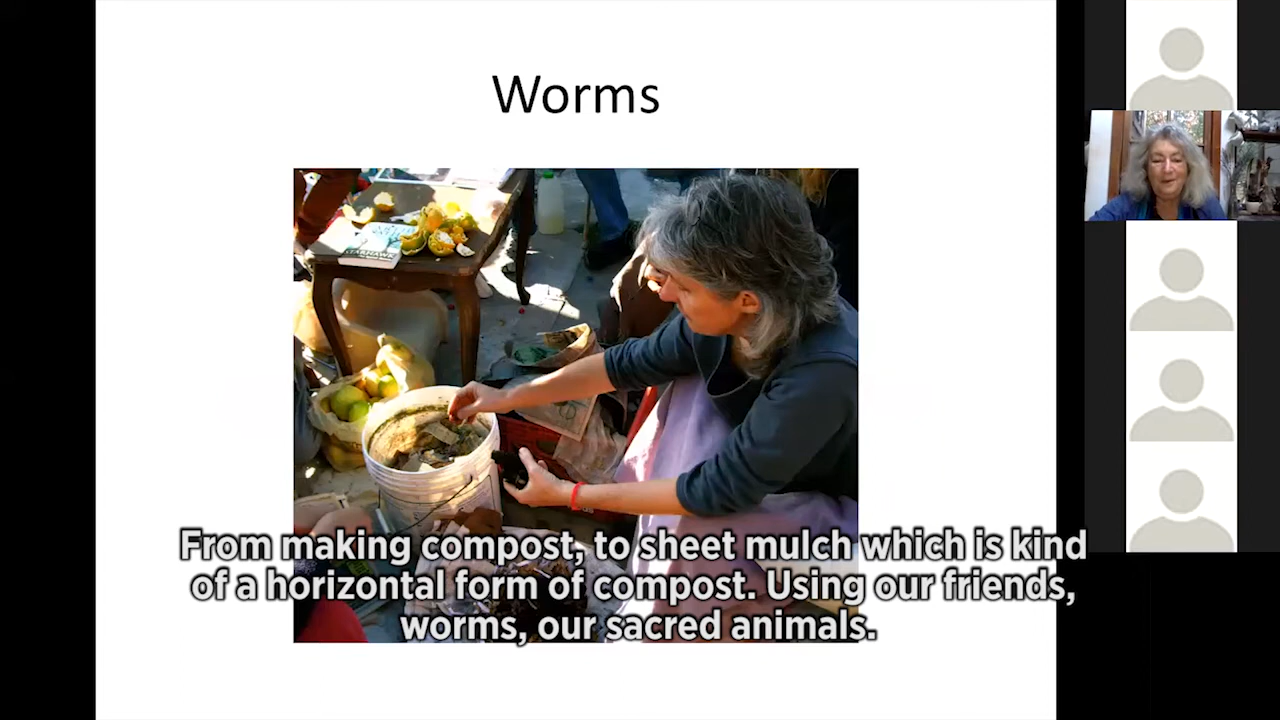 Worms
From making compost, to sheet mulch which is kind
of a horizontal form of compost. Using our friends,
worms, our sacred animals.